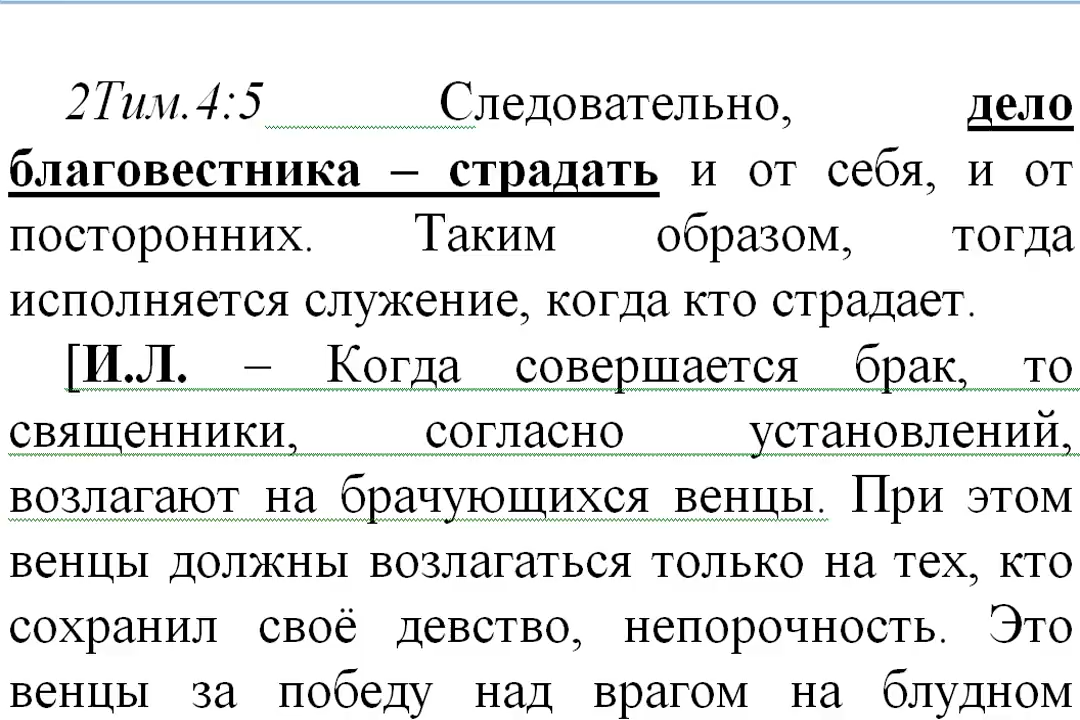 2Тим.4:5 Следовательно, дело
благовестника – страдать и от себя, и от
посторонних. Таким образом, тогда
исполняется служение, когда кто страдает.
[И.Л. – Когда совершается брак, то
священники, согласно установлений,
возлагают на брачующихся венцы. При этом
венцы должны возлагаться только на тех, кто
сохранил своё девство, непорочность. Это
венцы за победу над врагом на блудном